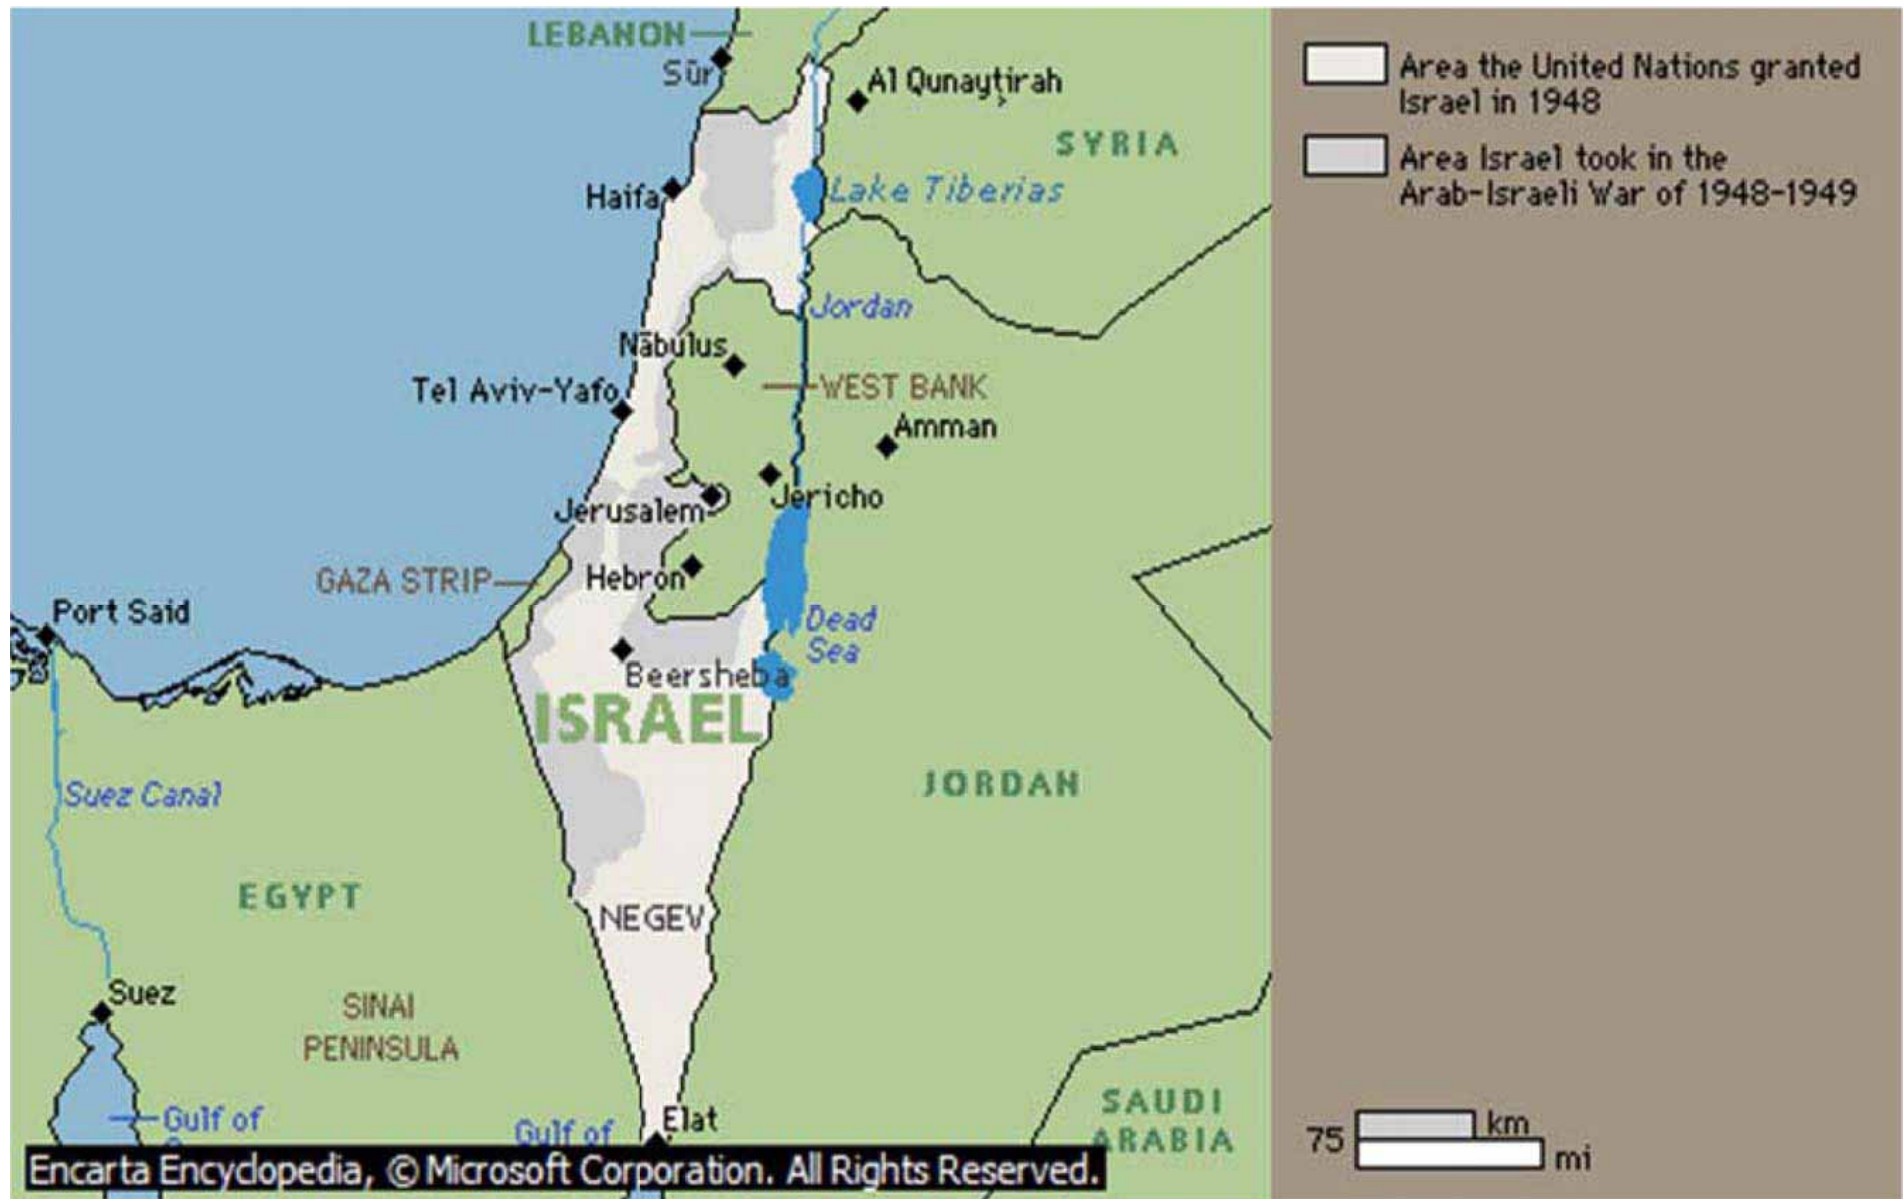 LEBANON
Sūr
Al Qunayţirah
SYRIA
Haifa
Lake Tiberias
Jordan
Nābulus
WEST BANK
Tel Aviv-Yafo
Amman
Jericho
Jerusalem
GAZA STRIP
Hebron
Port Said
Dead
Sea
Beersheba
ISRAEL
Suez Canal
JORDAN
EGYPT
NEGEV
Suez
SINAI
PENINSULA
Gulf of
Gulf of
Elat
SAUDI
ARABIA
Encarta Encyclopedia, © Microsoft Corporation. All Rights Reserved.
Area the United Nations granted
Israel in 1948
Area Israel took in the
Arab-Israeli War of 1948-1949
75 km
mi